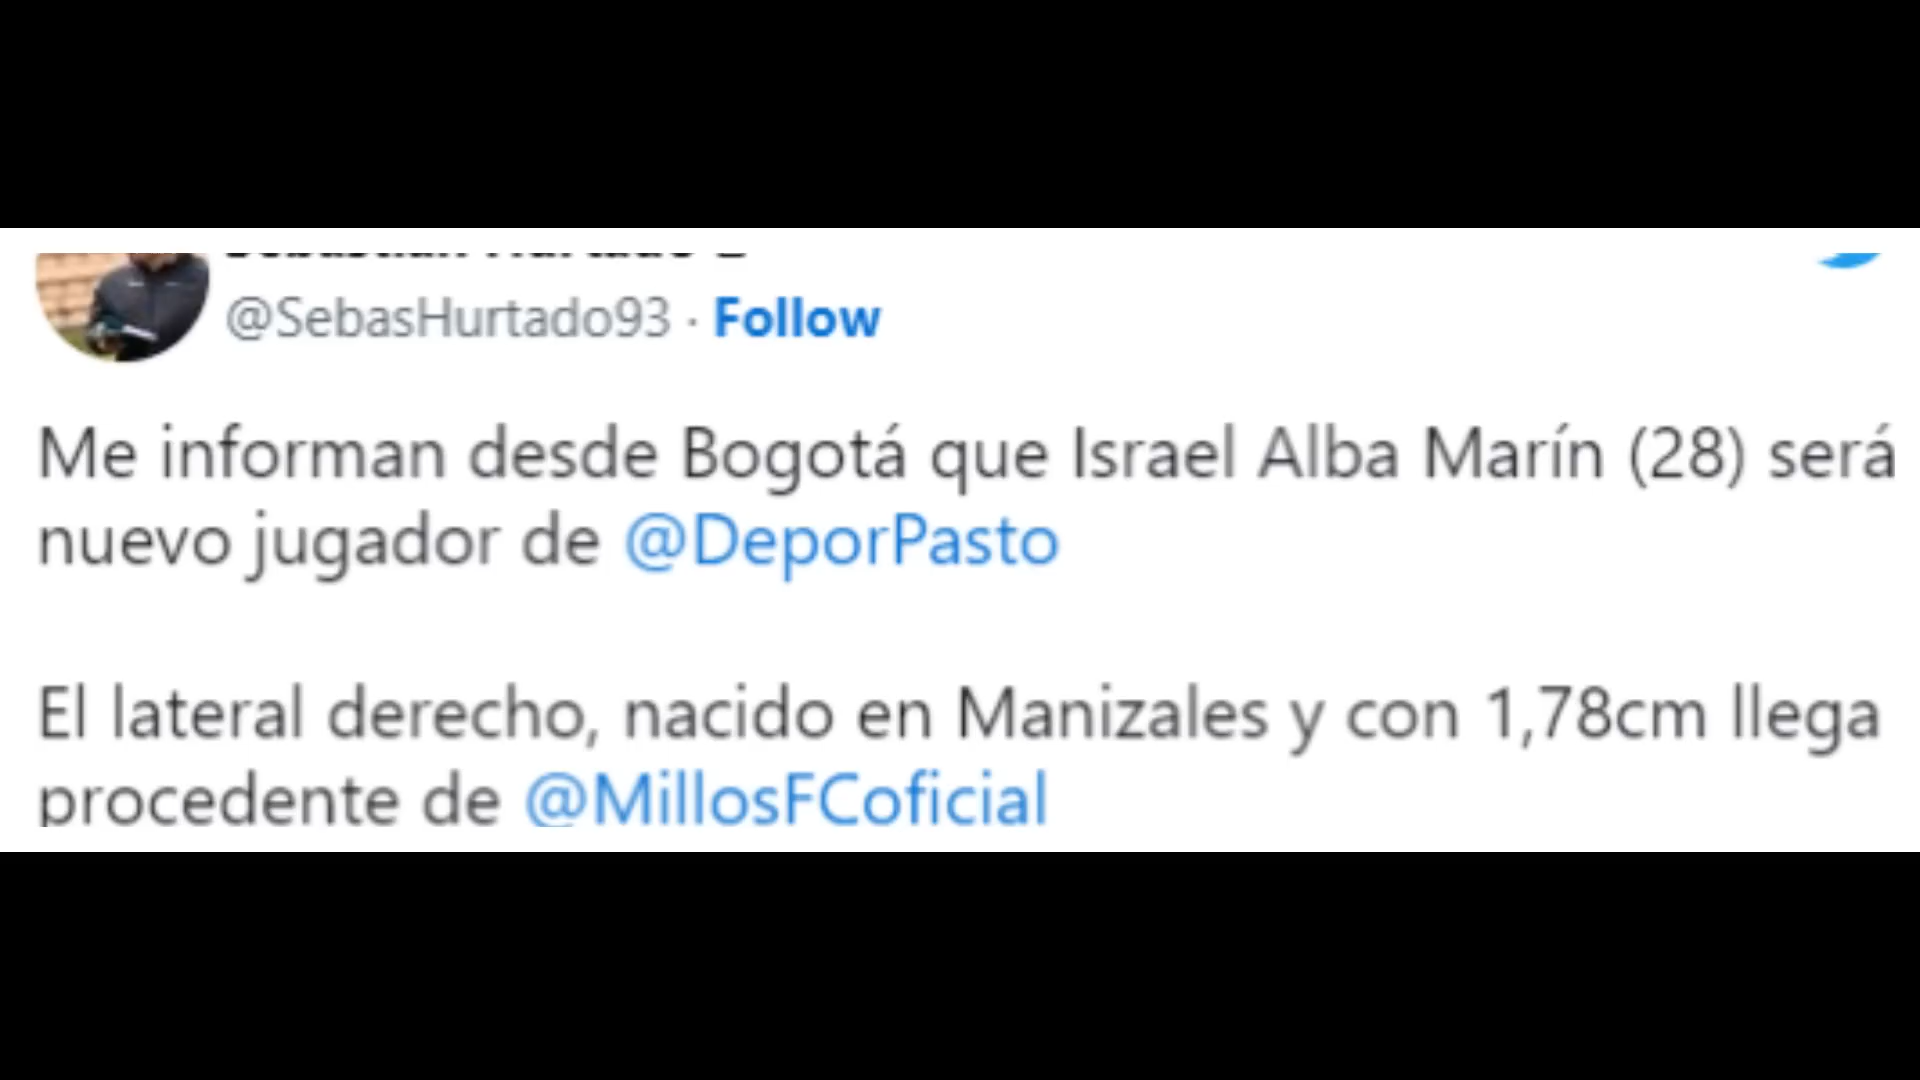 @SebasHurtado93 · Follow
Me informan desde Bogotá que Israel Alba Marín (28) será
nuevo jugador de @DeporPasto
El lateral derecho, nacido en Manizales y con 1,78cm llega
procedente de @MillosFCoficial